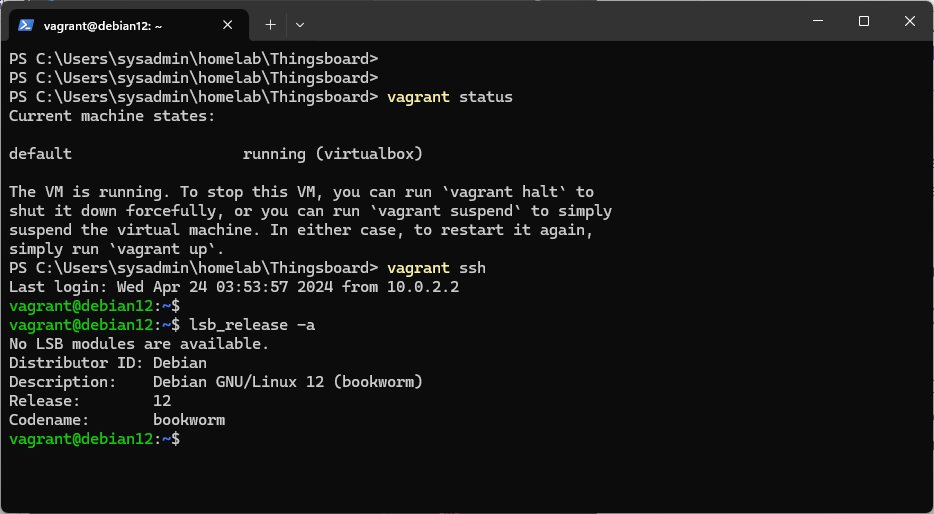 vagrant@debian12: ~
PS C:\Users\sysadmin\homelab\Thingsboard>
PS C:\Users\sysadmin\homelab\Thingsboard>
PS C:\Users\sysadmin\homelab\Thingsboard> vagrant status
Current machine states:
default                   running (virtualbox)
The VM is running. To stop this VM, you can run `vagrant halt` to
shut it down forcefully, or you can run `vagrant suspend` to simply
suspend the virtual machine. In either case, to restart it again,
simply run `vagrant up`.
PS C:\Users\sysadmin\homelab\Thingsboard> vagrant ssh
Last login: Wed Apr 24 03:53:57 2024 from 10.0.2.2
vagrant@debian12:~$
vagrant@debian12:~$ lsb_release -a
No LSB modules are available.
Distributor ID: Debian
Description:    Debian GNU/Linux 12 (bookworm)
Release:        12
Codename:       bookworm
vagrant@debian12:~$